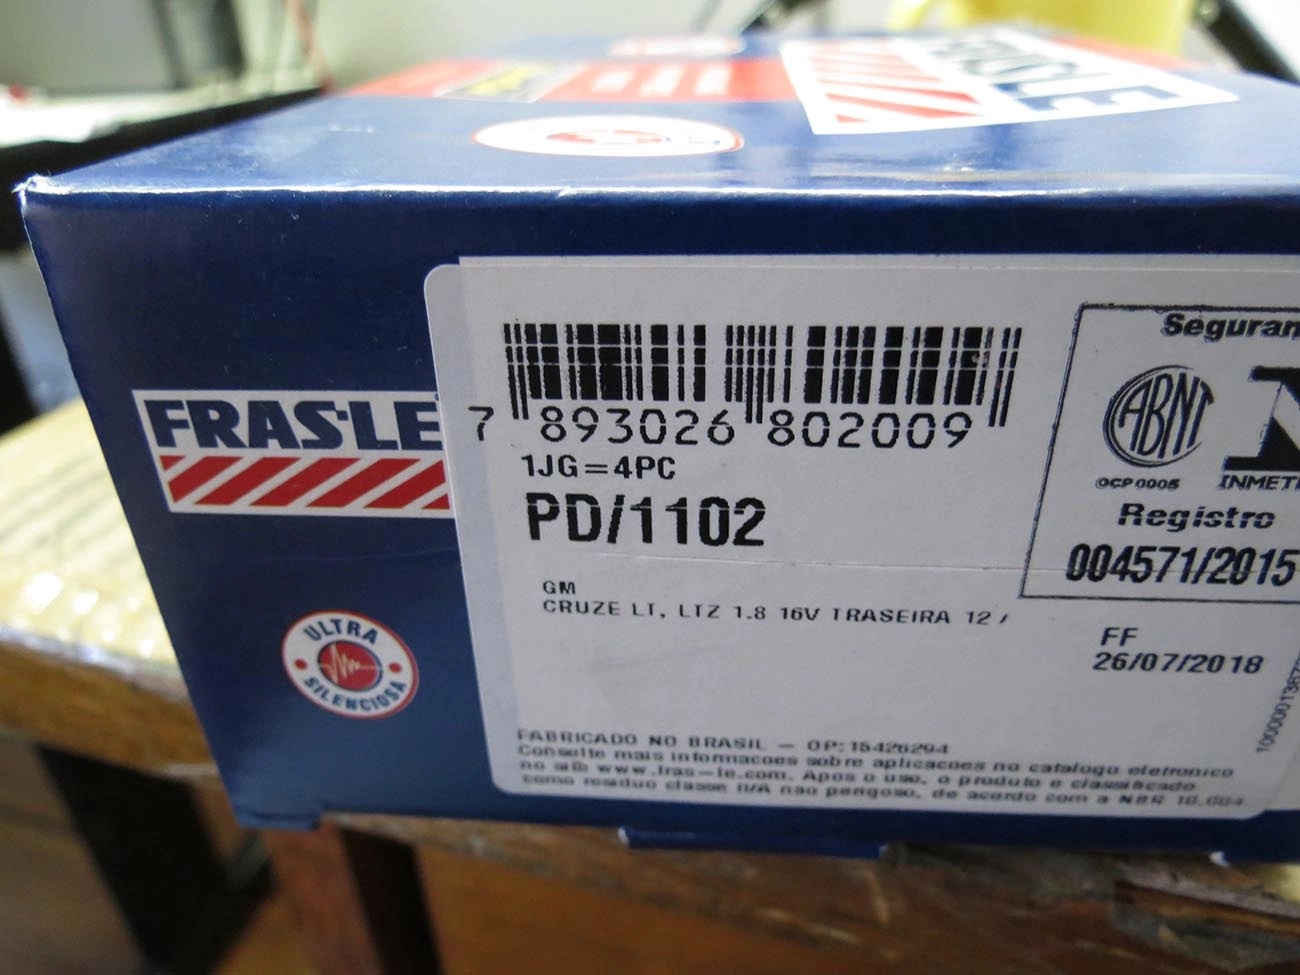 FRAS-LE
7 893026 802009
1JG=4PC
PD/1102
GM
CRUZE LT, LTZ 1.8 16V TRASEIRA 12 /
Seguran
ABNT
OCP 0005
INMET
Registro
004571/2015
FF
26/07/2018
ULTRA
SILENCIOSA
FABRICADO NO BRASIL - OP: 15426294
Consulte mais informacoes sobre aplicacoes no catalogo eletronico
no site www.fras-le.com. Apos o uso, o produto e classificado
como residuo classe II/A nao perigoso, de acordo com a NBR 10.004